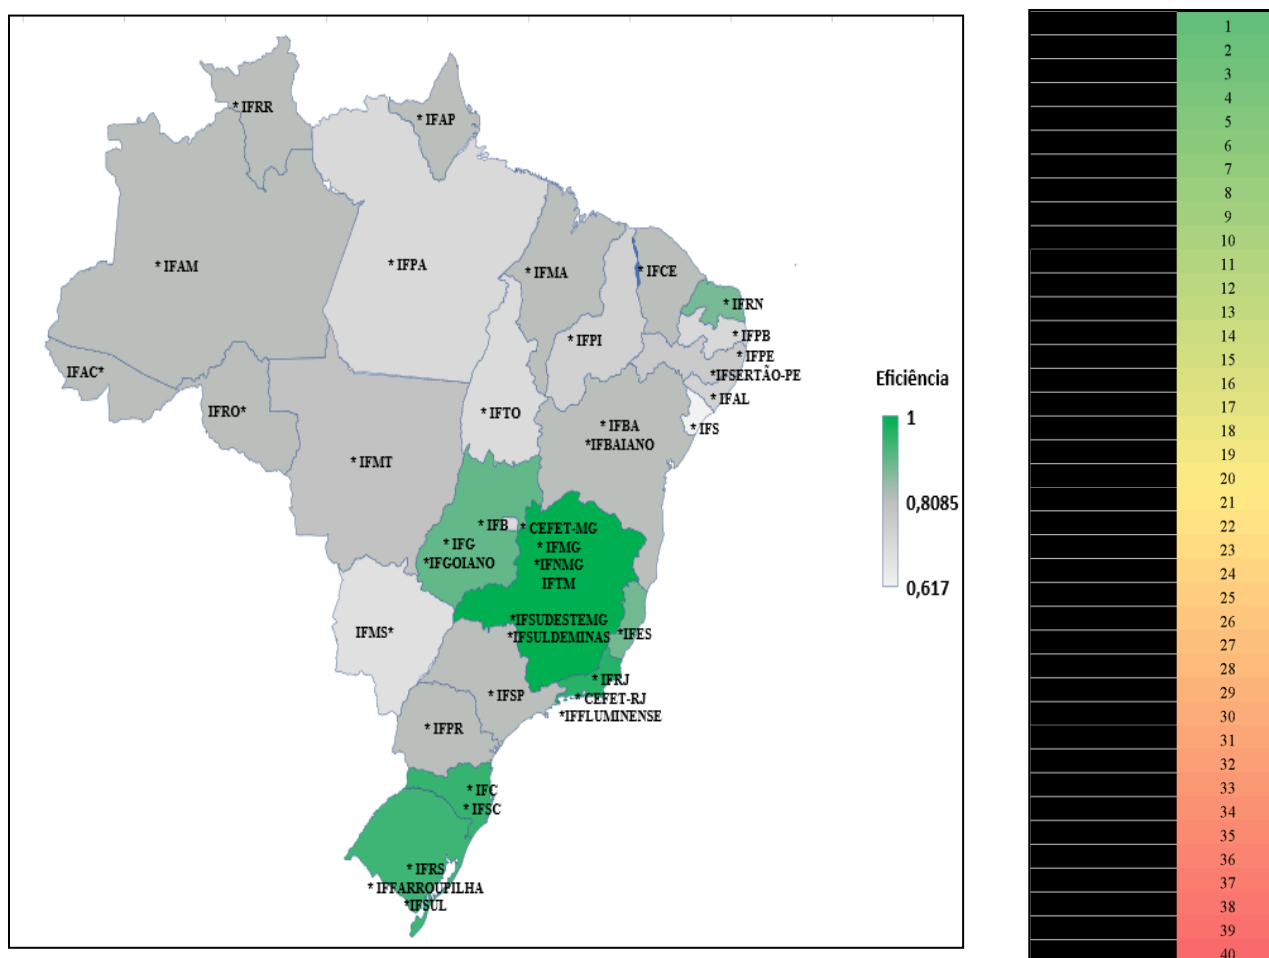 * IFRR
* IFAP
* IFAM
* IFPA
* IFMA
* IFCE
* IFRN
* IFPB
* IFPI
* IFPE
IFAC*
*IFSERTÃO-PE
* IFAL
IFRO*
* IFTO
* IFBA
* IFS
*IFBAIANO
* IFMT
* IFB
* CEFET-MG
* IFG
* IFMG
*IFGOIANO
*IFNMG
IFTM
*IFSUDESTEMG
IFMS*
*IFSULDEMINAS
*IFES
* IFRJ
* IFSP
* CEFET-RJ
*IFFLUMINENSE
* IFPR
* IFC
* IFSC
* IFRS
* IFFARROUPILHA
*IFSUL
Eficiência
1
0,8085
0,617
1
2
3
4
5
6
7
8
9
10
11
12
13
14
15
16
17
18
19
20
21
22
23
24
25
26
27
28
29
30
31
32
33
34
35
36
37
38
39
40